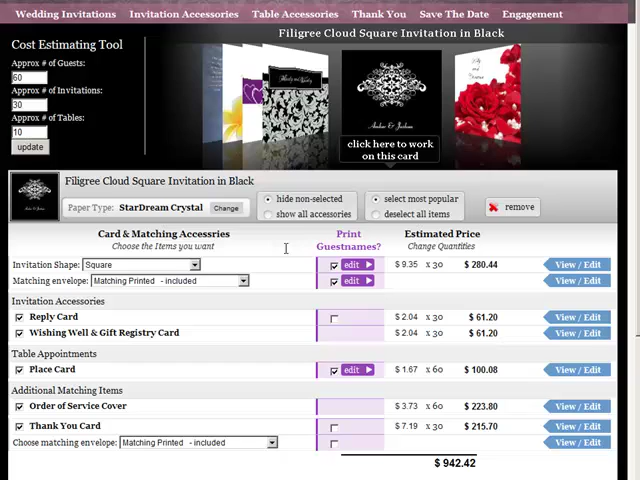 Wedding Invitations   Invitation Accessories   Table Accessories   Thank You   Save The Date   Engagement
Filigree Cloud Square Invitation in Black
Cost Estimating Tool
Approx # of Guests:
60
Approx # of Invitations:
30
Approx # of Tables:
10
update
click here to work
on this card
Filigree Cloud Square Invitation in Black
Paper Type: StarDream Crystal   Change
hide non-selected
show all accessories
select most popular
deselect all items
remove
Card & Matching Accessries   Print   Estimated Price
Choose the Items you want   Guestnames?   Change Quantities
Invitation Shape: Square   edit   $ 9.35 x 30   $ 280.44   View / Edit
Matching envelope: Matching Printed - included   edit   View / Edit
Invitation Accessories
Reply Card   $ 2.04 x 30   $ 61.20   View / Edit
Wishing Well & Gift Registry Card   $ 2.04 x 30   $ 61.20   View / Edit
Table Appointments
Place Card   edit   $ 1.67 x 60   $ 100.08   View / Edit
Additional Matching Items
Order of Service Cover   $ 3.73 x 60   $ 223.80   View / Edit
Thank You Card   $ 7.19 x 30   $ 215.70   View / Edit
Choose matching envelope: Matching Printed - included   View / Edit
$ 942.42